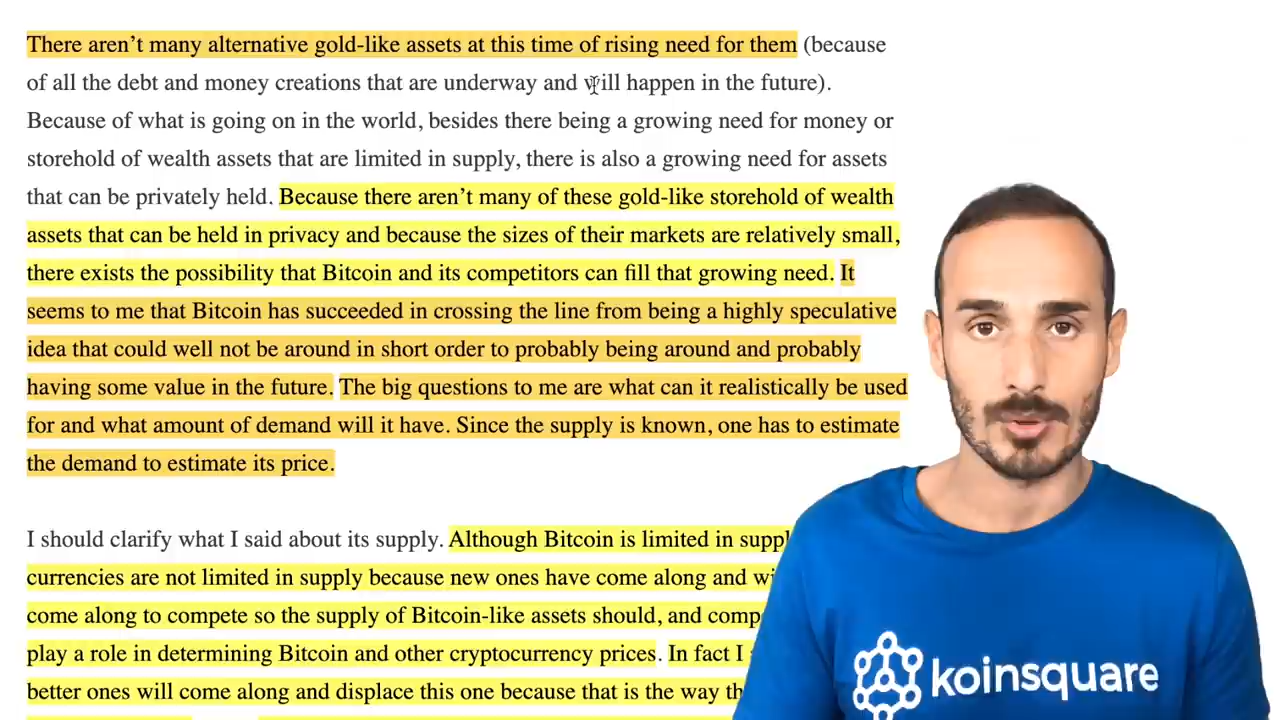 There aren’t many alternative gold-like assets at this time of rising need for them (because
of all the debt and money creations that are underway and will happen in the future).
Because of what is going on in the world, besides there being a growing need for money or
storehold of wealth assets that are limited in supply, there is also a growing need for assets
that can be privately held. Because there aren’t many of these gold-like storehold of wealth
assets that can be held in privacy and because the sizes of their markets are relatively small,
there exists the possibility that Bitcoin and its competitors can fill that growing need. It
seems to me that Bitcoin has succeeded in crossing the line from being a highly speculative
idea that could well not be around in short order to probably being around and probably
having some value in the future. The big questions to me are what can it realistically be used
for and what amount of demand will it have. Since the supply is known, one has to estimate
the demand to estimate its price.
I should clarify what I said about its supply. Although Bitcoin is limited in
currencies are not limited in supply because new ones have come along and
come along to compete so the supply of Bitcoin-like assets should, and
play a role in determining Bitcoin and other cryptocurrency prices. In fact I
better ones will come along and displace this one because that is the way
koinsquare